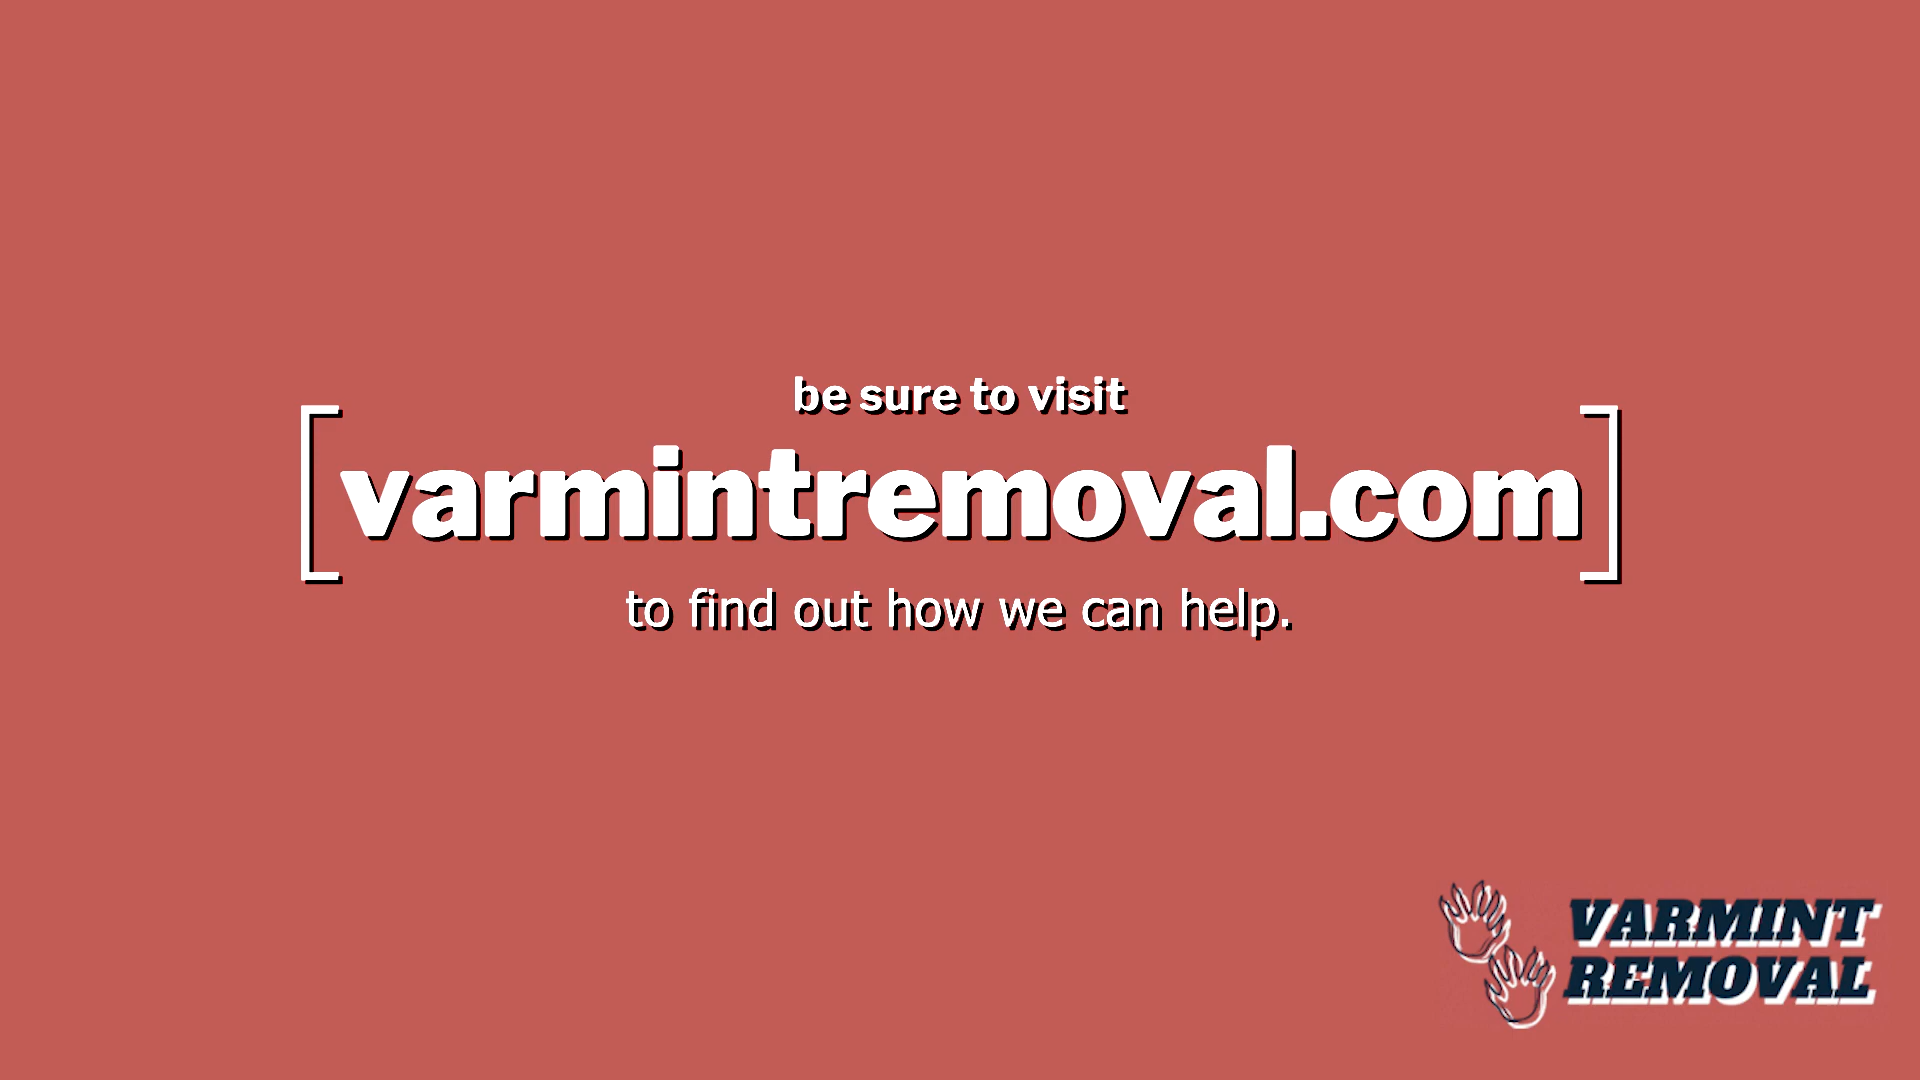 be sure to visit
[varmintremoval.com]
to find out how we can help.
VARMINT
REMOVAL